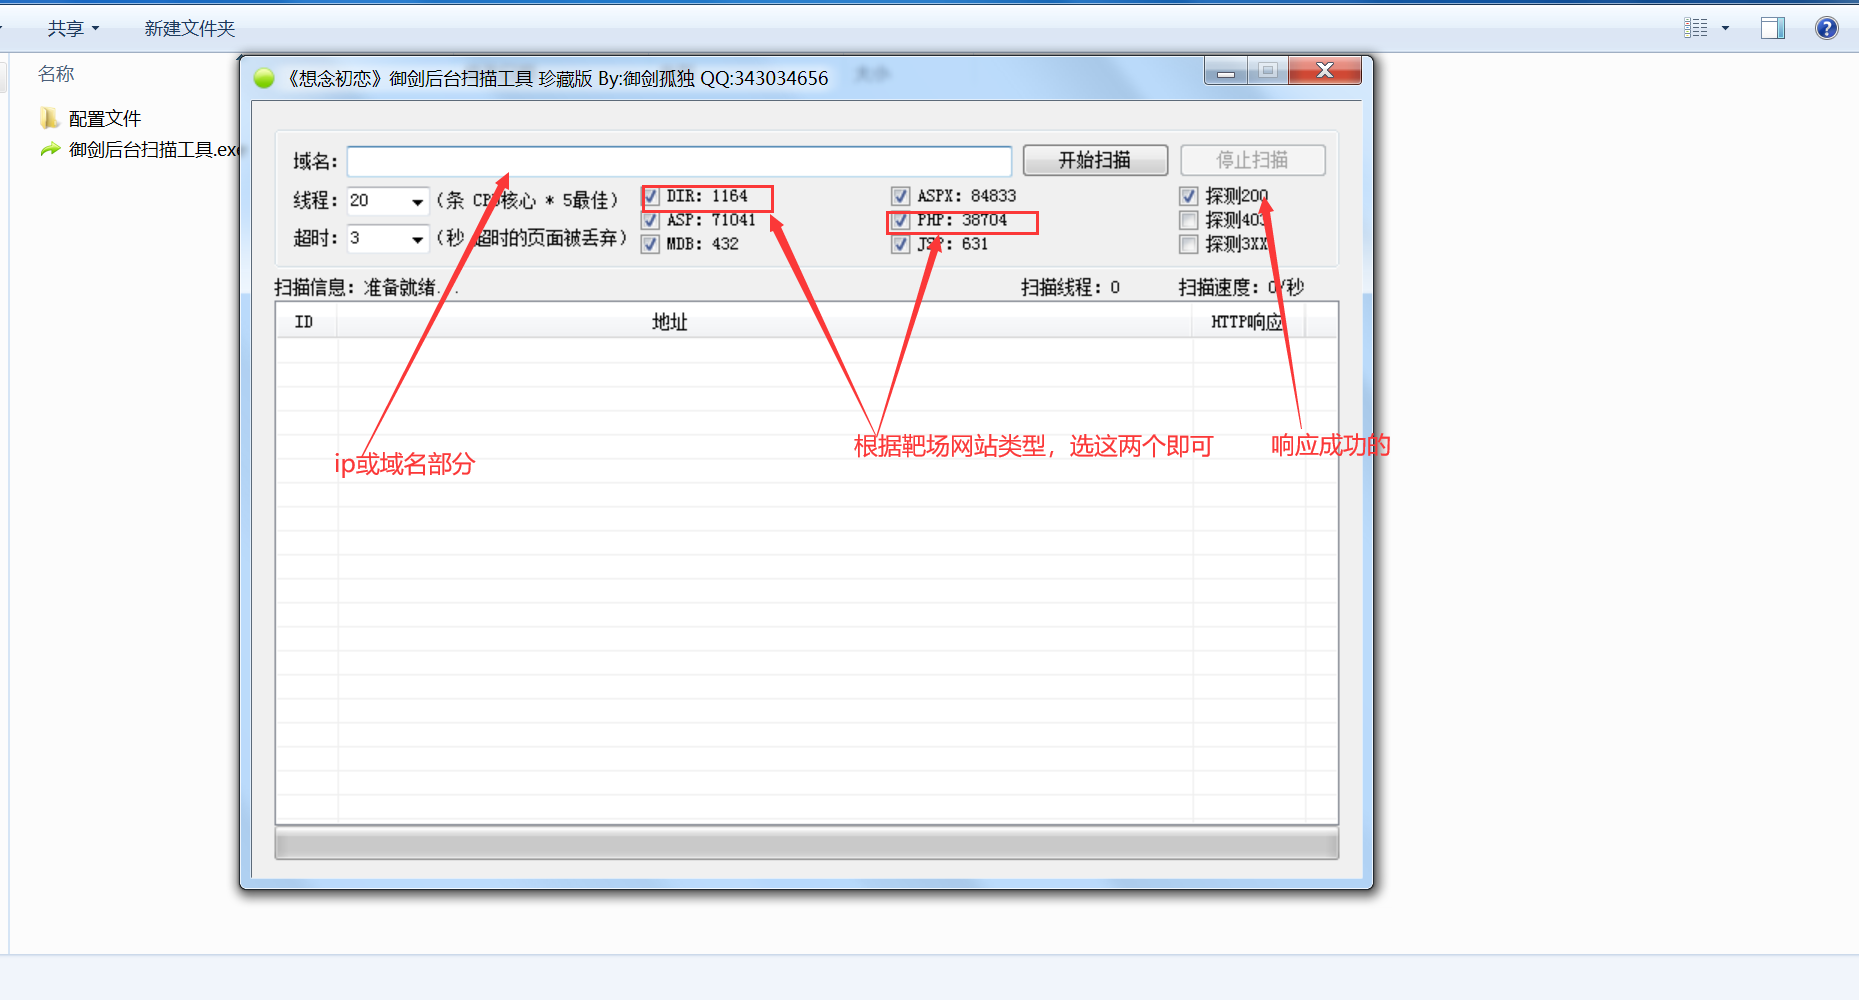 共享
新建文件夹
名称
大小
配置文件
御剑后台扫描工具.exe
《想念初恋》御剑后台扫描工具 珍藏版 By:御剑孤独 QQ:343034656
域名：
开始扫描
停止扫描
线程： 20 （条 CPU核心 * 5最佳）
超时： 3 （秒 超时的页面被丢弃）
DIR: 1164
ASP: 71041
MDB: 432
ASPX: 84833
PHP: 38704
JSP: 631
探测200
探测403
探测3XX
扫描信息：准备就绪...
扫描线程：0
扫描速度：0/秒
ID 地址 HTTP响应
ip或域名部分
根据靶场网站类型，选这两个即可
响应成功的